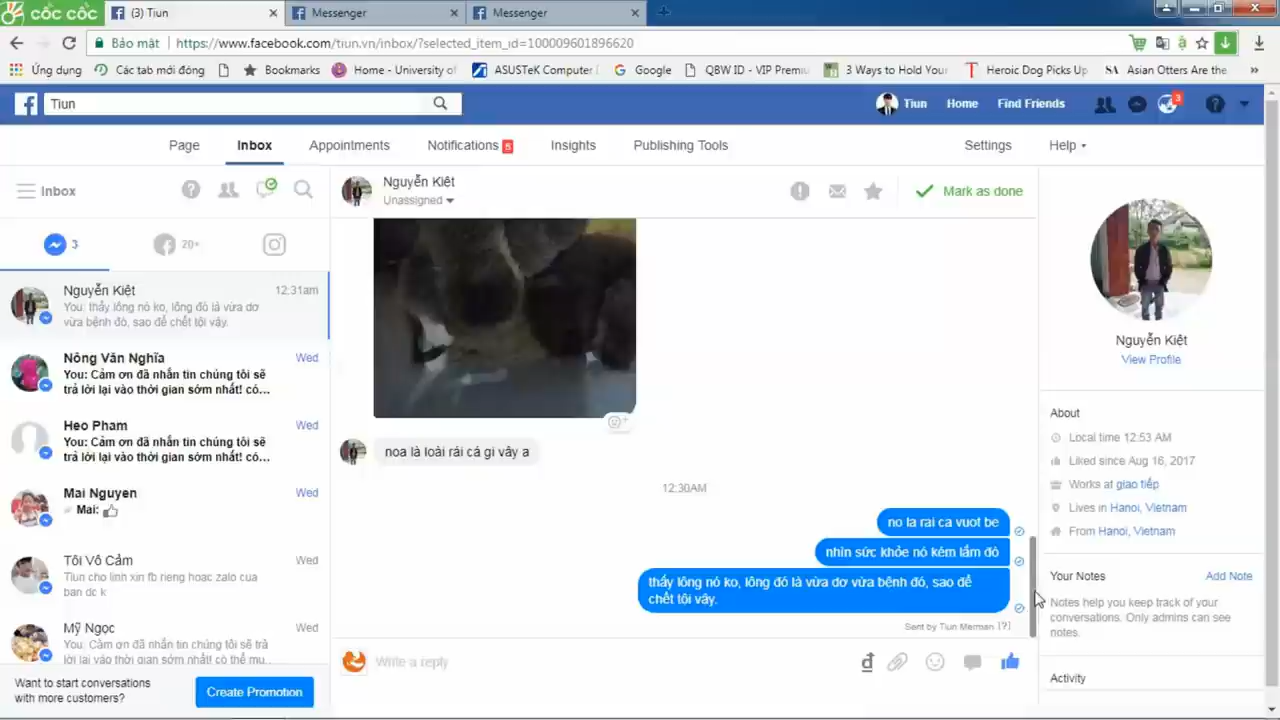 cốc cốc
(3) Tiun
Messenger
Messenger
Bảo mật
https://www.facebook.com/tiun.vn/inbox/?selected_item_id=100009601896620
Ứng dụng
Các tab mới đóng
Bookmarks
Home - University of
ASUSTeK Computer
Google
QBW ID - VIP Premiu
3 Ways to Hold Your
Heroic Dog Picks Up
SA Asian Otters Are the
Tiun
Tiun
Home
Find Friends
3
Page
Inbox
Appointments
Notifications 5
Insights
Publishing Tools
Settings
Help
Inbox
Nguyễn Kiệt
Unassigned
Mark as done
3
20+
Nguyễn Kiệt
12:31am
You: thấy lông nó ko, lông đó là vừa dơ
vừa bệnh đó, sao để chết tội vậy.
Nông Văn Nghĩa
Wed
You: Cảm ơn đã nhắn tin chúng tôi sẽ
trả lời lại vào thời gian sớm nhất! có...
Heo Pham
Wed
You: Cảm ơn đã nhắn tin chúng tôi sẽ
trả lời lại vào thời gian sớm nhất! có...
Mai Nguyen
Wed
Mai:
Tôi Vô Cảm
Wed
Tiun cho linh xin fb rieng hoac zalo cua
ban dc k
Mỹ Ngọc
Wed
You: Cảm ơn đã nhắn tin chúng tôi sẽ trả
lời lại vào thời gian sớm nhất! có thể mu...
Want to start conversations
with more customers?
Create Promotion
noa là loài rái cá gi vây a
12:30AM
no la rai ca vuot be
nhìn sức khỏe nó kém lắm đò
thấy lông nó ko, lông đó là vừa dơ vừa bệnh đó, sao để
chết tội vậy.
Sent by Tiun Merman [?]
Write a reply
Nguyễn Kiệt
View Profile
About
Local time 12:53 AM
Liked since Aug 16, 2017
Works at giao tiếp
Lives in Hanoi, Vietnam
From Hanoi, Vietnam
Your Notes
Add Note
Notes help you keep track of your
conversations. Only admins can see
notes.
Activity